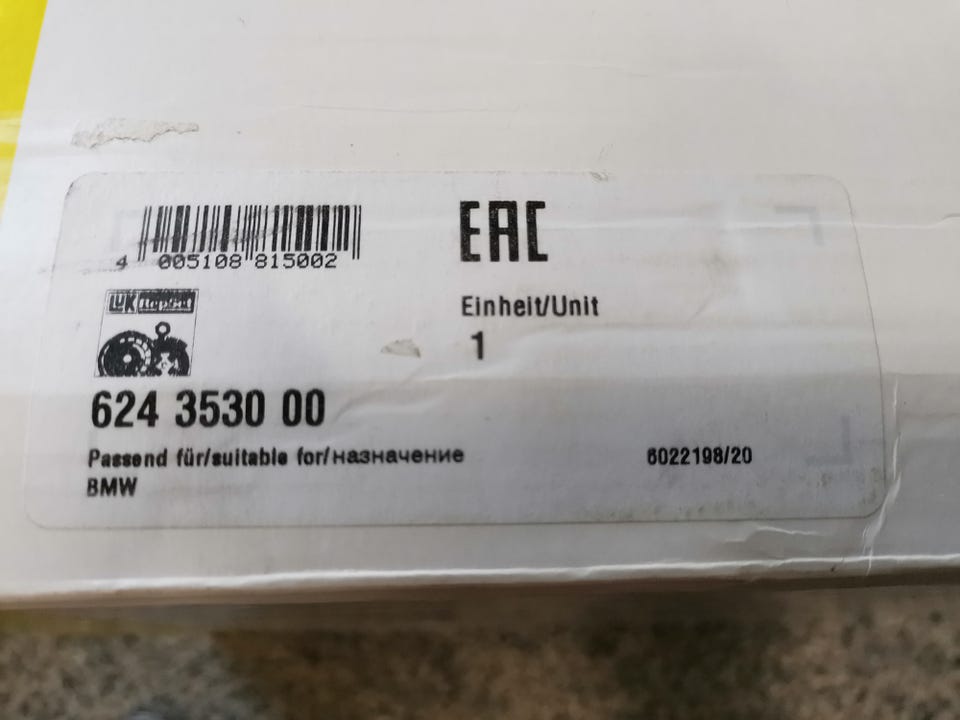 EAC
4 005108 815002
LUK RepSet
Einheit/Unit
1
624 3530 00
Passend für/suitable for/назначение
BMW
6022198/20